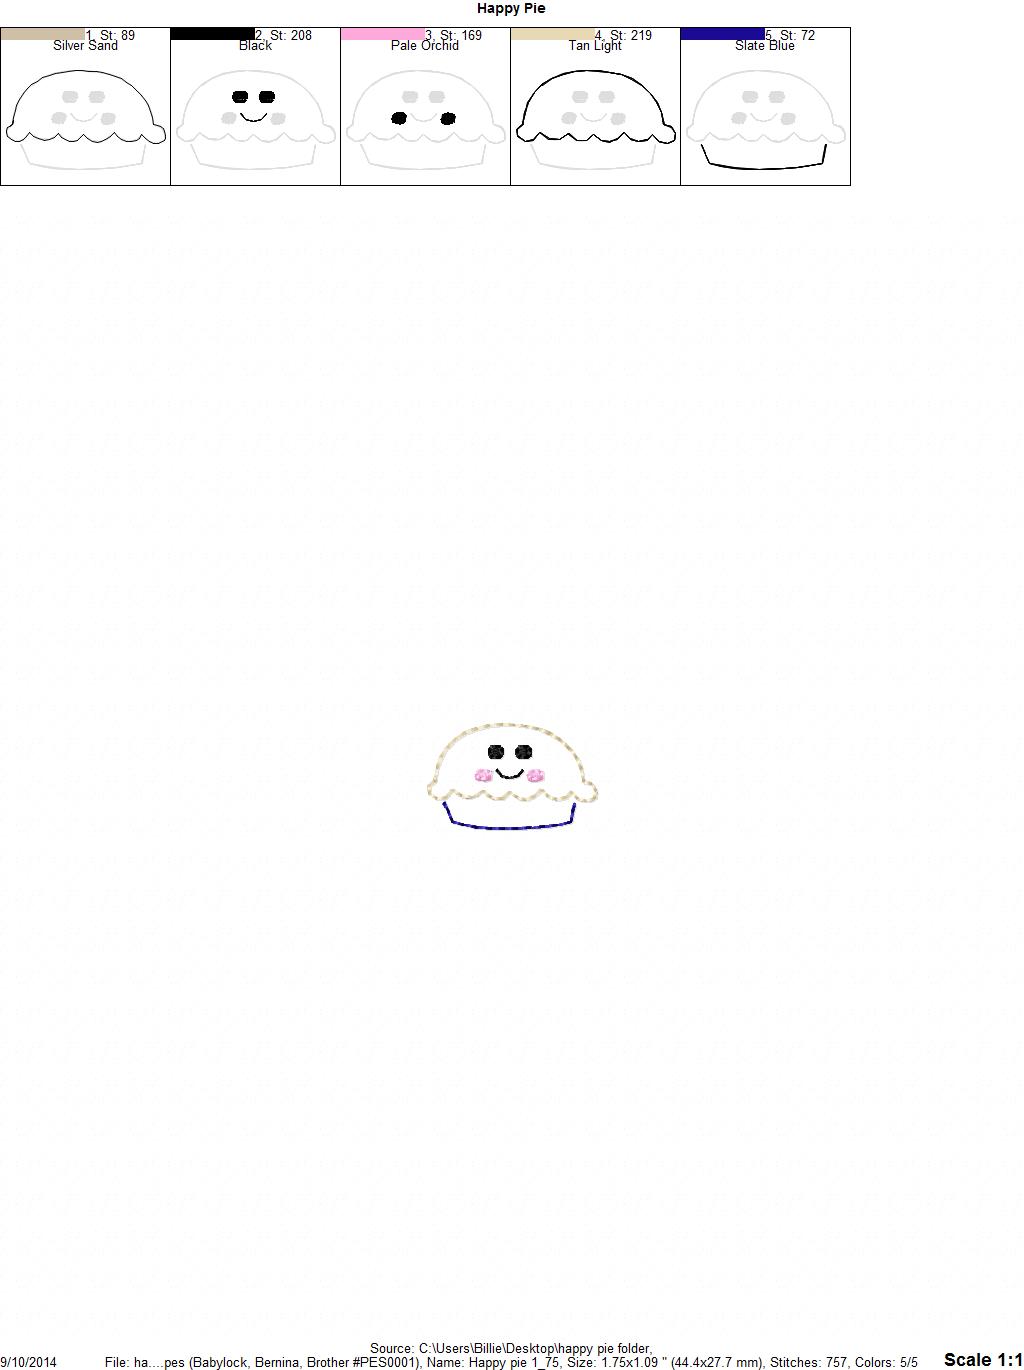 Happy Pie
1, St: 89
Silver Sand
2, St: 208
Black
3, St: 169
Pale Orchid
4, St: 219
Tan Light
5, St: 72
Slate Blue
Source: C:\Users\Billie\Desktop\happy pie folder,
9/10/2014 File: ha....pes (Babylock, Bernina, Brother #PES0001), Name: Happy pie 1_75, Size: 1.75x1.09 " (44.4x27.7 mm), Stitches: 757, Colors: 5/5 Scale 1:1